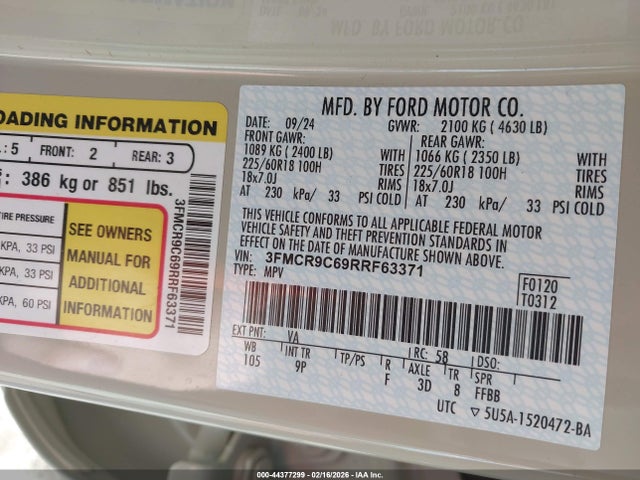 MFD. BY FORD MOTOR CO.
DATE: 09/24 GVWR: 2100 KG ( 4630 LB)
FRONT GAWR: REAR GAWR:
1089 KG ( 2400 LB) WITH 1066 KG ( 2350 LB) WITH
225/60R18 100H TIRES 225/60R18 100H TIRES
18x7.0J RIMS 18x7.0J RIMS
AT 230 kPa/ 33 PSI COLD AT 230 kPa/ 33 PSI COLD
THIS VEHICLE CONFORMS TO ALL APPLICABLE FEDERAL MOTOR
VEHICLE SAFETY AND THEFT PREVENTION STANDARDS IN
EFFECT ON THE DATE OF MANUFACTURE SHOWN ABOVE.
VIN: 3FMCR9C69RRF63371
TYPE: MPV
F0120
T0312
EXT PNT: VA RC: 58 DSO:
WB INT TR TP/PS R AXLE TR SPR
105 9P F 3D 8 FFBB
UTC ▽ 5U5A-1520472-BA
OADING INFORMATION
: 5 FRONT: 2 REAR: 3
: 386 kg or 851 lbs.
TIRE PRESSURE
KPA, 33 PSI
KPA, 33 PSI
KPA, 60 PSI
SEE OWNERS
MANUAL FOR
ADDITIONAL
INFORMATION
3FMCR9C69RRF63371
000-44377299 - 02/16/2026 - IAA Inc.